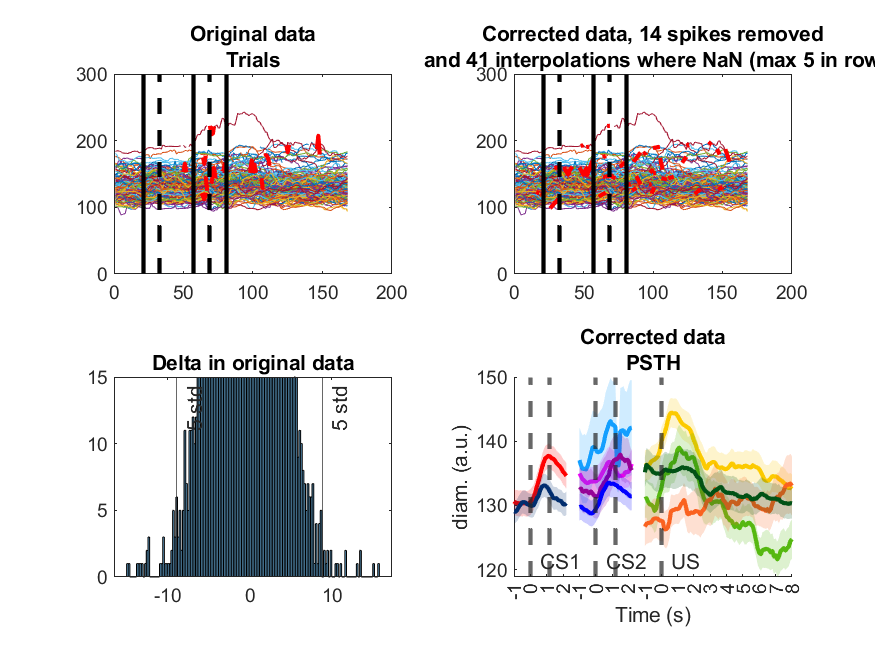 Original data
Trials
300
200
100
0
0 50 100 150 200
Corrected data, 14 spikes removed
and 41 interpolations where NaN (max 5 in row
300
200
100
0
0 50 100 150 200
Delta in original data
15
10
5
0
-10 0 10
5 std
5 std
Corrected data
PSTH
150
140
130
120
diam. (a.u.)
CS1 CS2 US
-1 0 1 2 -1 0 1 2 -1 0 1 2 3 4 5 6 7 8
Time (s)